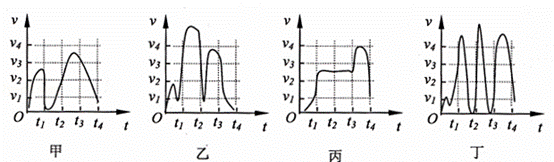 v v v v
v₄ v₄ v₄ v₄
v₃ v₃ v₃ v₃
v₂ v₂ v₂ v₂
v₁ v₁ v₁ v₁
O t₁ t₂ t₃ t₄ t O t₁ t₂ t₃ t₄ t O t₁ t₂ t₃ t₄ t O t₁ t₂ t₃ t₄ t
甲 乙 丙 丁